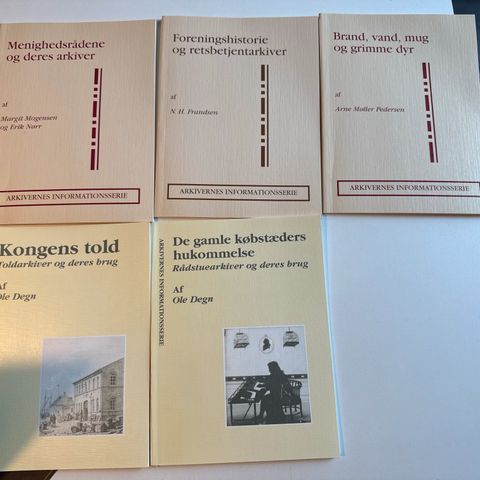 Menighedsrådene
og deres arkiver
af
Margit Mogensen
og Erik Nørr
ARKIVERNES INFORMATIONSSERIE
Foreningshistorie
og retsbetjentarkiver
af
N. H. Frandsen
ARKIVERNES INFORMATIONSSERIE
Brand, vand, mug
og grimme dyr
af
Arne Møller Pedersen
ARKIVERNES INFORMATIONSSERIE
Kongens told
Toldarkiver og deres brug
Af
Ole Degn
ARKIVERNES INFORMATIONSSERIE
De gamle købstæders
hukommelse
Rådstuearkiver og deres brug
Af
Ole Degn